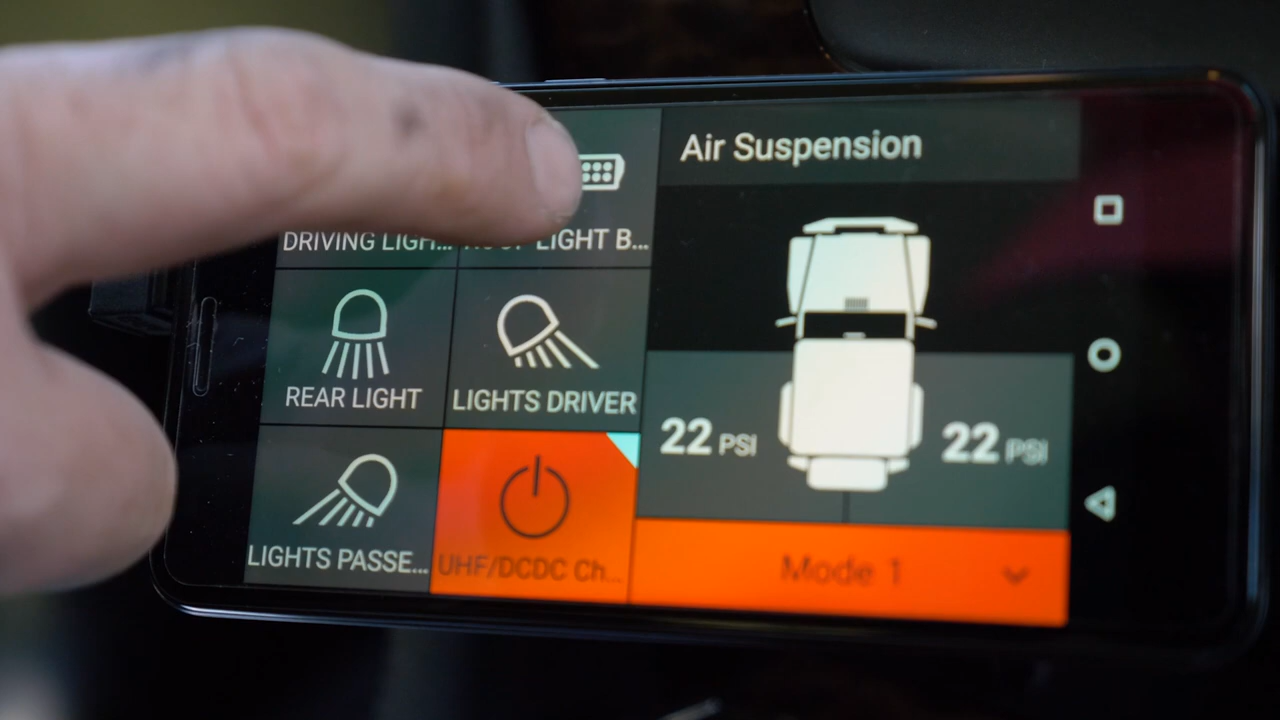 Air Suspension
DRIVING LIGH...
LIGHT B...
REAR LIGHT
LIGHTS DRIVER
22 PSI
22 PSI
LIGHTS PASSE...
UHF/DCDC Ch...
Mode 1